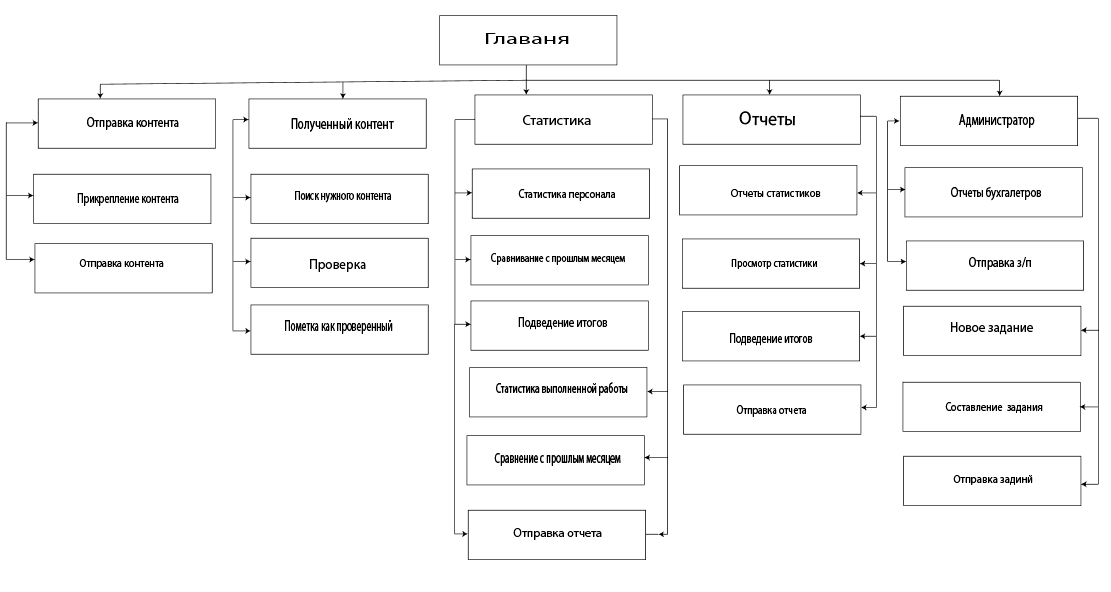 Главаня
Отправка контента
Прикрепление контента
Отправка контента
Полученный контент
Поиск нужного контента
Проверка
Пометка как проверенный
Статистика
Статистика персонала
Сравнивание с прошлым месяцем
Подведение итогов
Статистика выполненной работы
Сравнение с прошлым месяцем
Отправка отчета
Отчеты
Отчеты статистиков
Просмотр статистики
Подведение итогов
Отправка отчета
Администратор
Отчеты бухгалетров
Отправка з/п
Новое задание
Составление задания
Отправка задинй